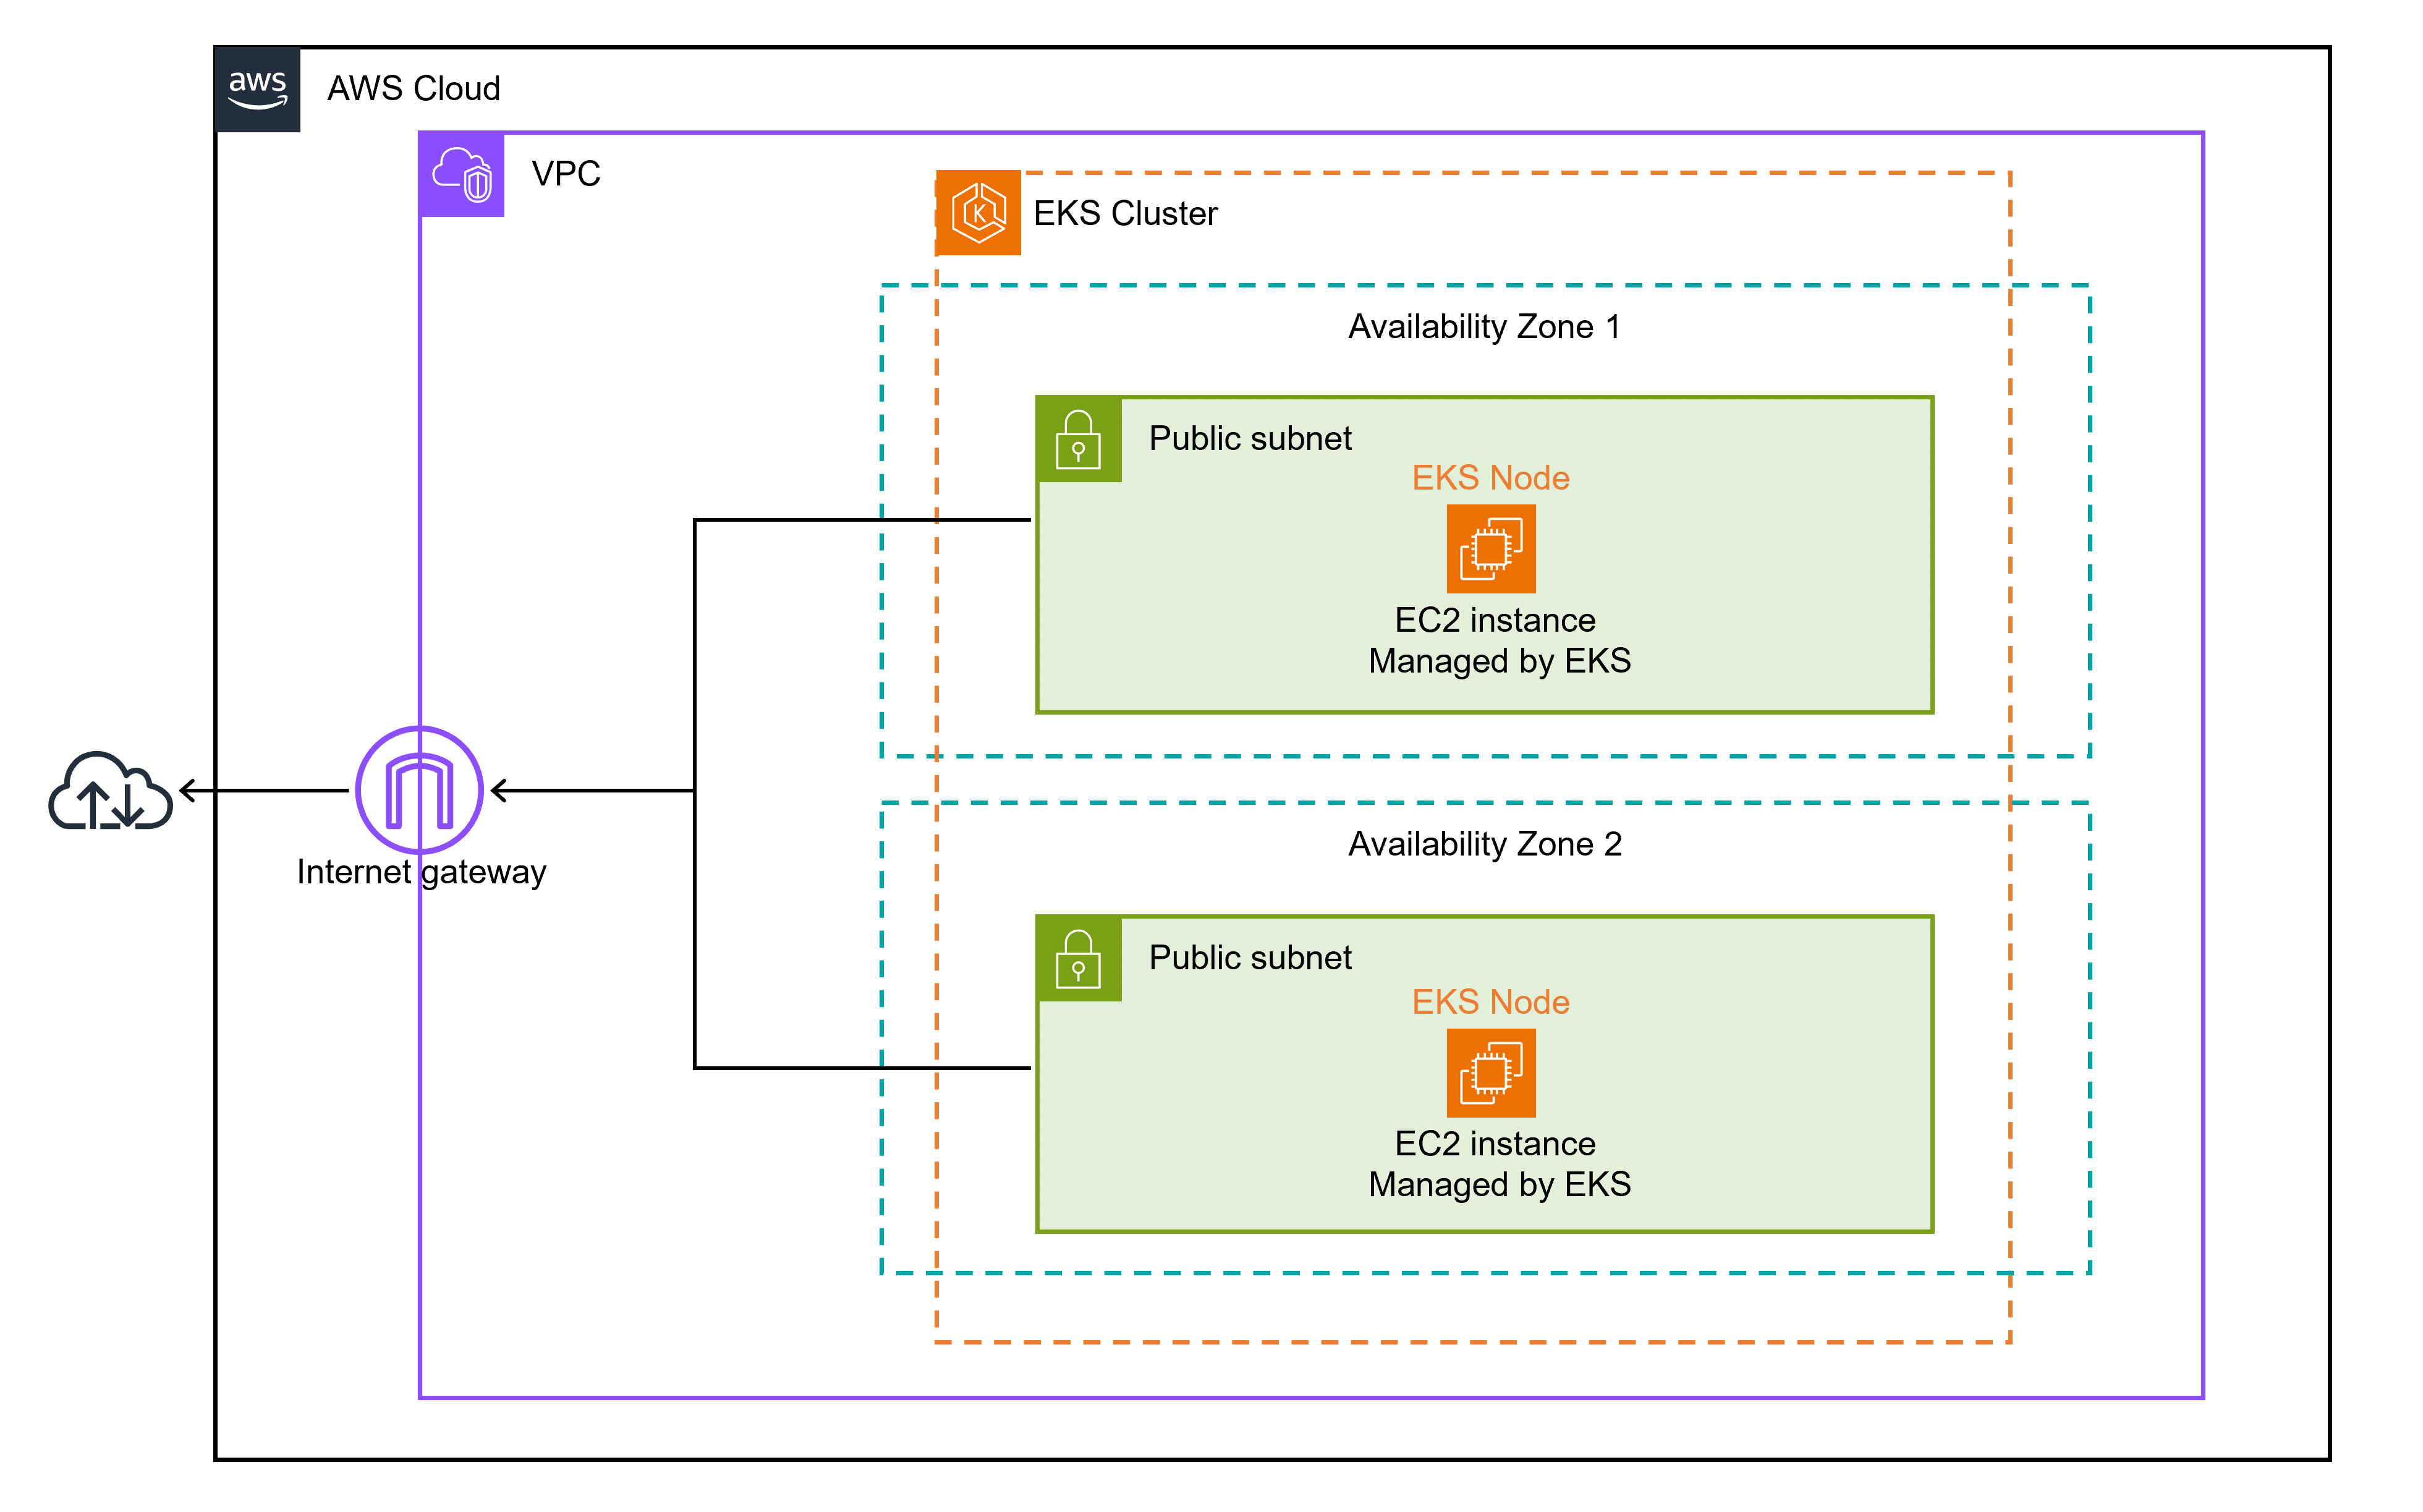 aws
AWS Cloud
VPC
K
EKS Cluster
Availability Zone 1
Public subnet
EKS Node
EC2 instance
Managed by EKS
Internet gateway
Availability Zone 2
Public subnet
EKS Node
EC2 instance
Managed by EKS